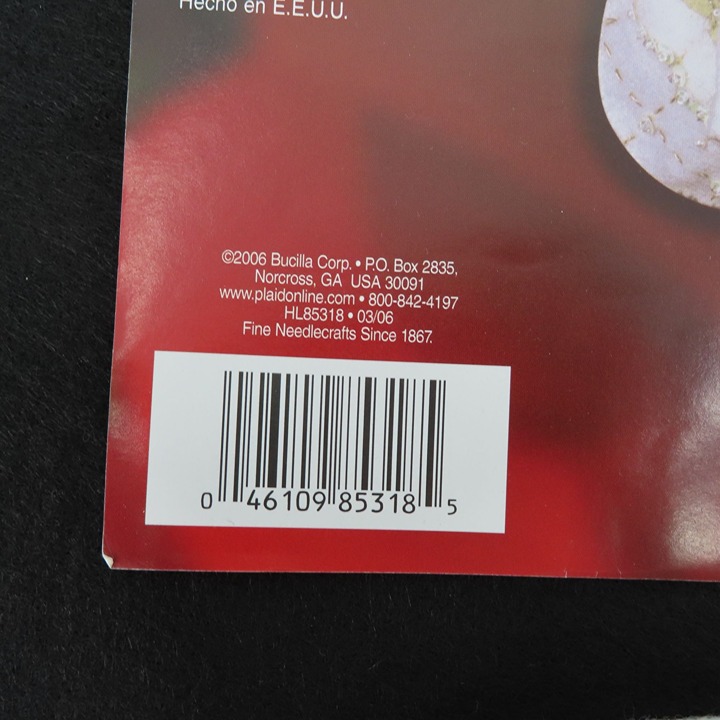 Hecho en E.E.U.U.
©2006 Bucilla Corp. • P.O. Box 2835,
Norcross, GA USA 30091
www.plaidonline.com • 800-842-4197
HL85318 • 03/06
Fine Needlecrafts Since 1867.
0 46109 85318 5